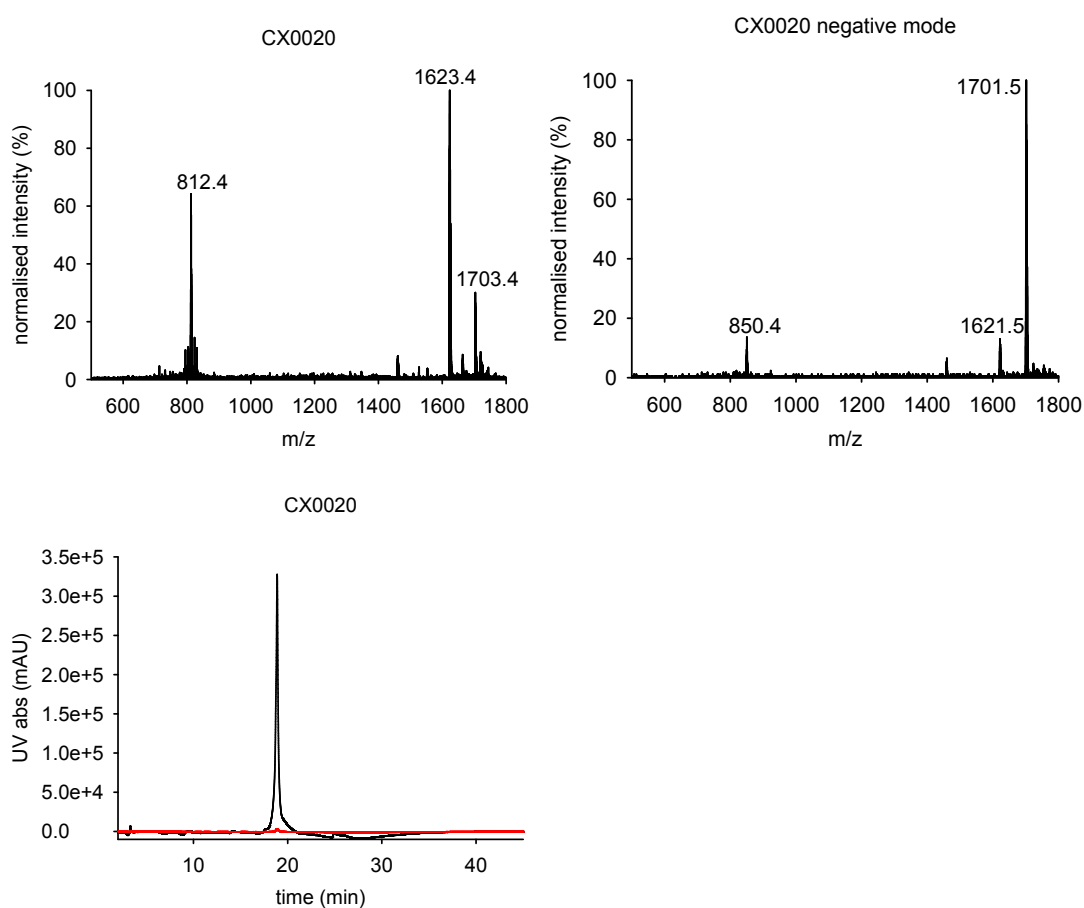 CX0020
normalised intensity (%)
100
80
60
40
20
0
812.4
1623.4
1703.4
600 800 1000 1200 1400 1600 1800
m/z
CX0020 negative mode
normalised intensity (%)
100
80
60
40
20
0
850.4
1621.5
1701.5
600 800 1000 1200 1400 1600 1800
m/z
CX0020
UV abs (mAU)
3.5e+5
3.0e+5
2.5e+5
2.0e+5
1.5e+5
1.0e+5
5.0e+4
0.0
10 20 30 40
time (min)